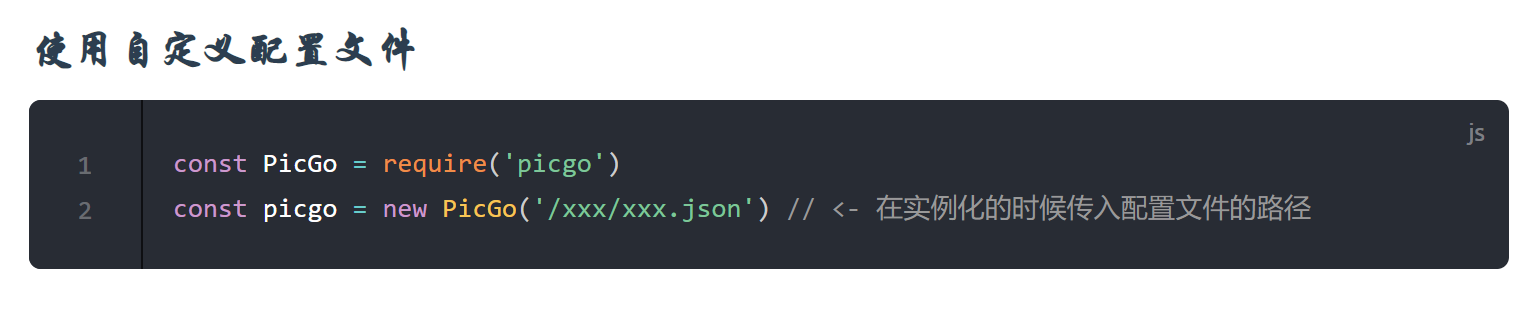 使用自定义配置文件
js
1 const PicGo = require('picgo')
2 const picgo = new PicGo('/xxx/xxx.json') // <- 在实例化的时候传入配置文件的路径